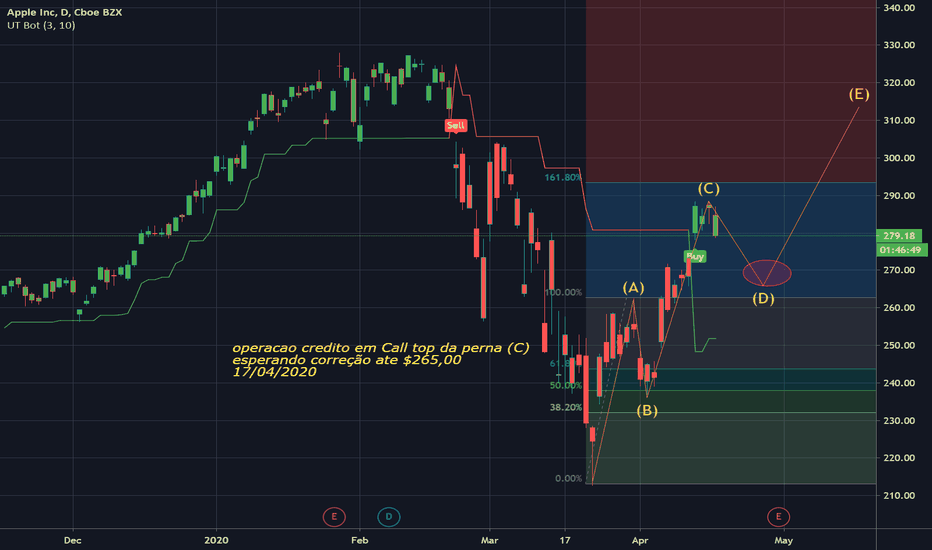 Apple Inc, D, Cboe BZX
UT Bot (3, 10)
340.00
330.00
320.00
310.00
300.00
290.00
279.18
01:46:49
270.00
260.00
250.00
240.00
230.00
220.00
210.00
Sell
161.80%
(E)
(C)
Buy
(D)
100.00%
(A)
operacao credito em Call top da perna (C)
esperando correção ate $265,00
17/04/2020
50.00%
38.20%
(B)
0.00%
E
D
E
Dec
2020
Feb
Mar
17
Apr
May